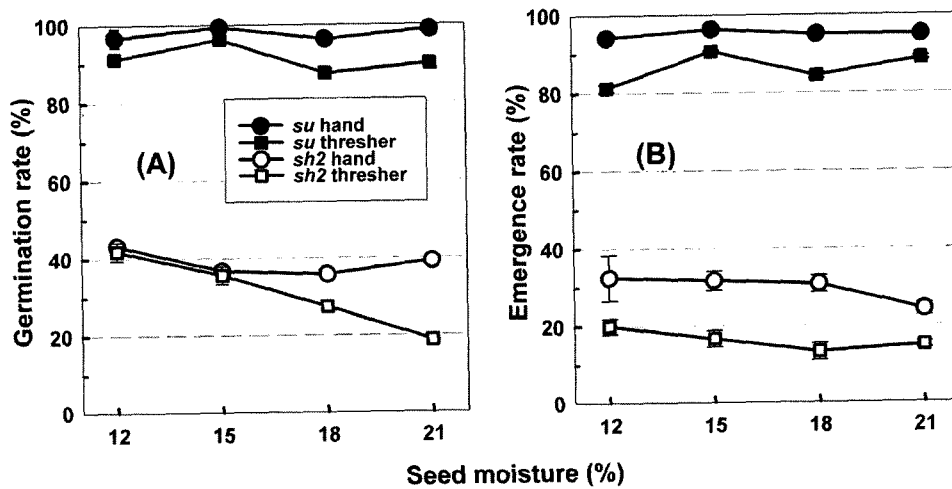 Germination rate (%)
100
80
60
40
20
0
(A)
su hand
su thresher
sh2 hand
sh2 thresher
12 15 18 21
Emergence rate (%)
100
80
60
40
20
0
(B)
12 15 18 21
Seed moisture (%)